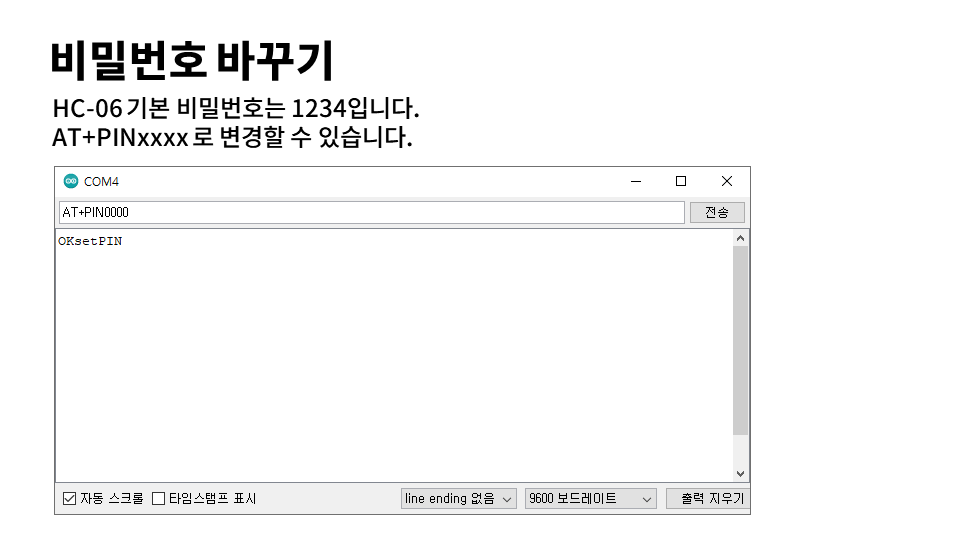 비밀번호 바꾸기
HC-06 기본 비밀번호는 1234입니다.
AT+PINxxxx 로 변경할 수 있습니다.
COM4
AT+PIN0000 전송
OKsetPIN
자동 스크롤 타임스탬프 표시 line ending 없음 9600 보드레이트 출력 지우기